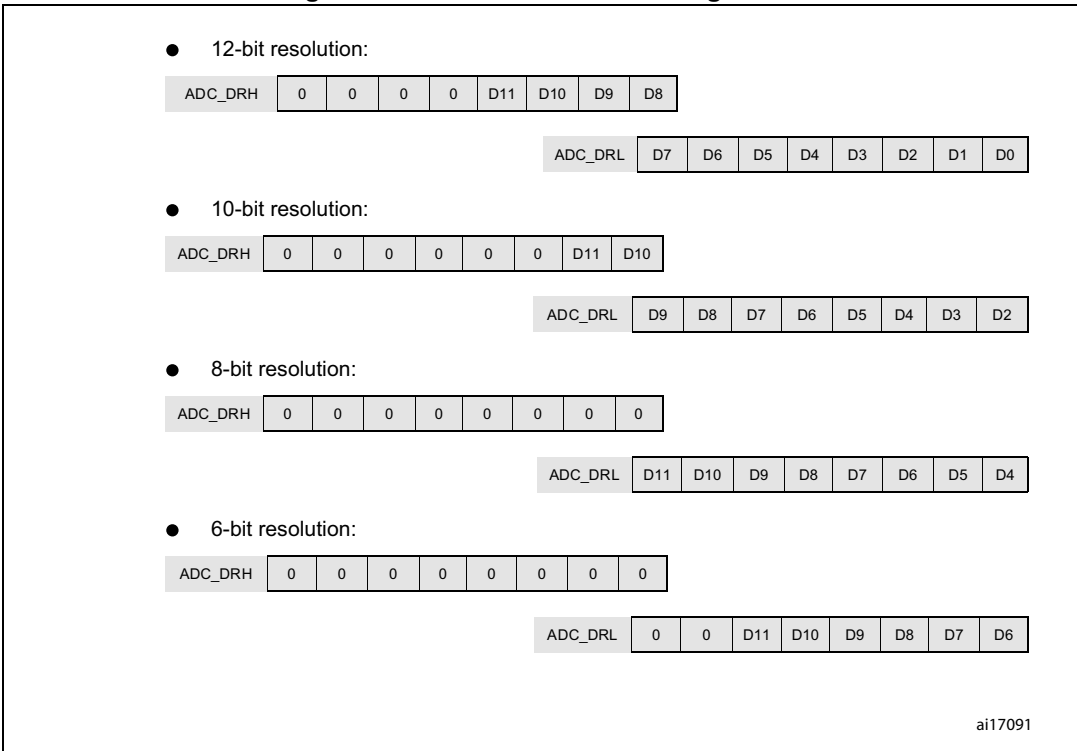 ● 12-bit resolution:
ADC_DRH 0 0 0 0 D11 D10 D9 D8
ADC_DRL D7 D6 D5 D4 D3 D2 D1 D0
● 10-bit resolution:
ADC_DRH 0 0 0 0 0 0 D11 D10
ADC_DRL D9 D8 D7 D6 D5 D4 D3 D2
● 8-bit resolution:
ADC_DRH 0 0 0 0 0 0 0 0
ADC_DRL D11 D10 D9 D8 D7 D6 D5 D4
● 6-bit resolution:
ADC_DRH 0 0 0 0 0 0 0 0
ADC_DRL 0 0 D11 D10 D9 D8 D7 D6
ai17091